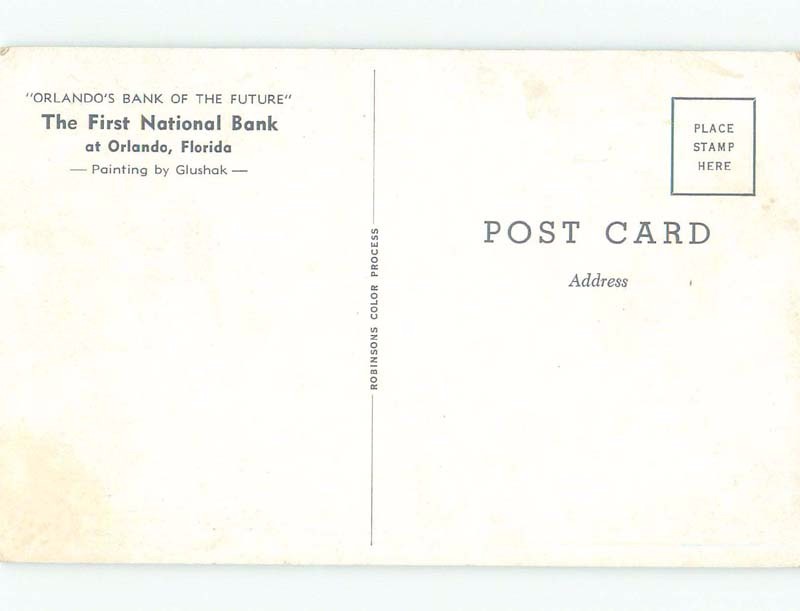 "ORLANDO'S BANK OF THE FUTURE"
The First National Bank
at Orlando, Florida
— Painting by Glushak —
ROBINSONS COLOR PROCESS
PLACE
STAMP
HERE
POST CARD
Address